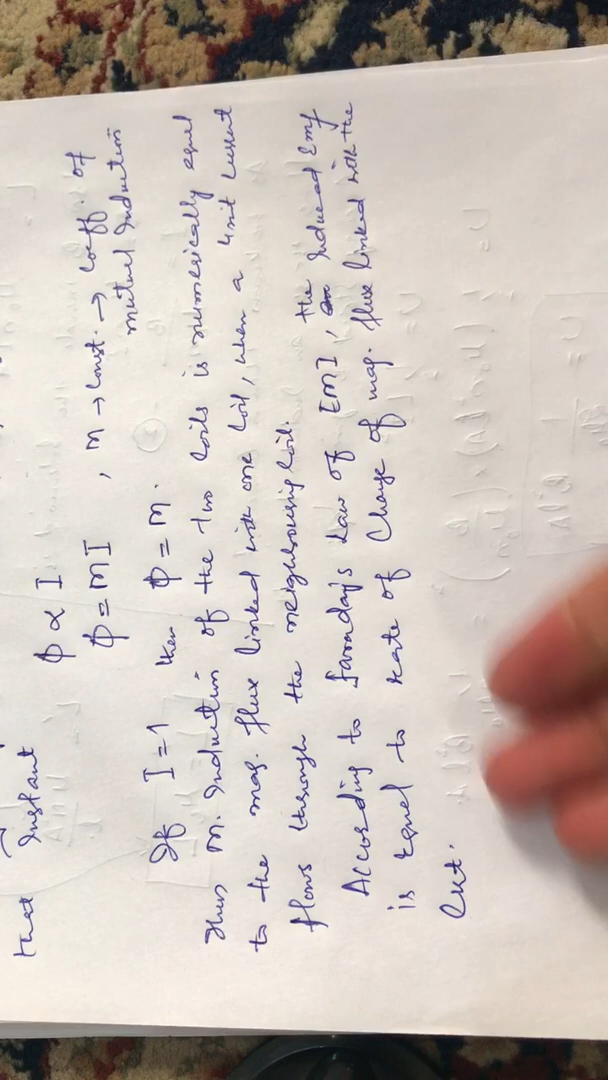 that instant
φ ∝ I
φ = MI , M → const. → Coeff. of
mutual Induction
If I = 1 then φ = M.
Thus M. Induction of the two Coils is numerically equal
to the mag. flux linked with one Coil, when a unit current
flows through the neighbouring Coil.
According to faraday's Law of EMI, the Induced Emf
is equal to rate of Change of mag. flux linked with the
Cut.